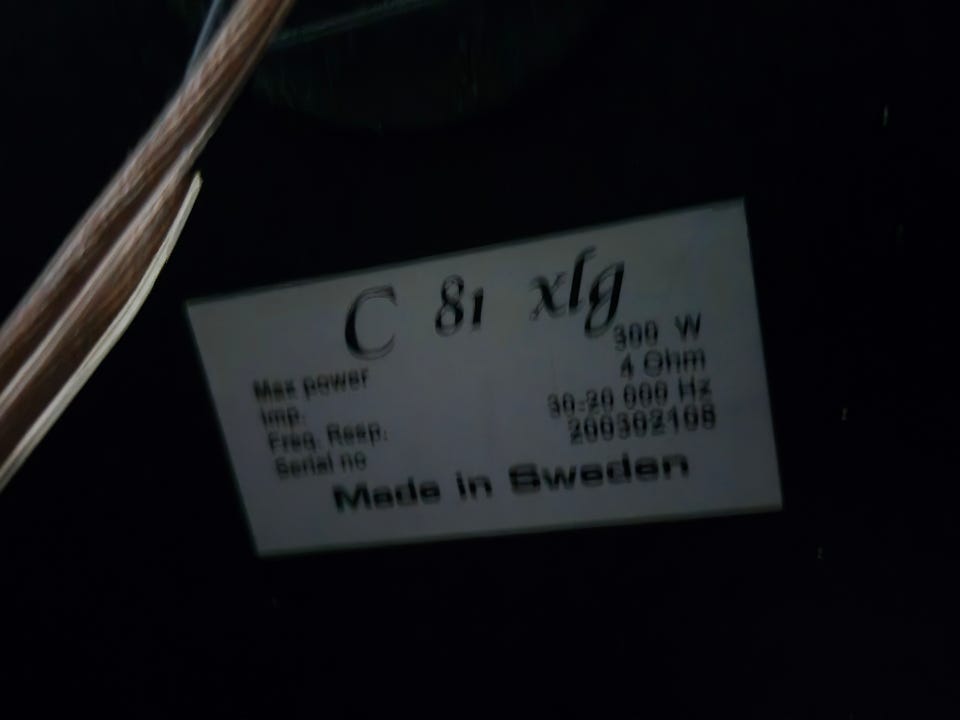 C 81 xlg
Max power 300 W
Imp. 4 Ohm
Freq. Resp. 30-20 000 Hz
Serial no 200302108
Made in Sweden